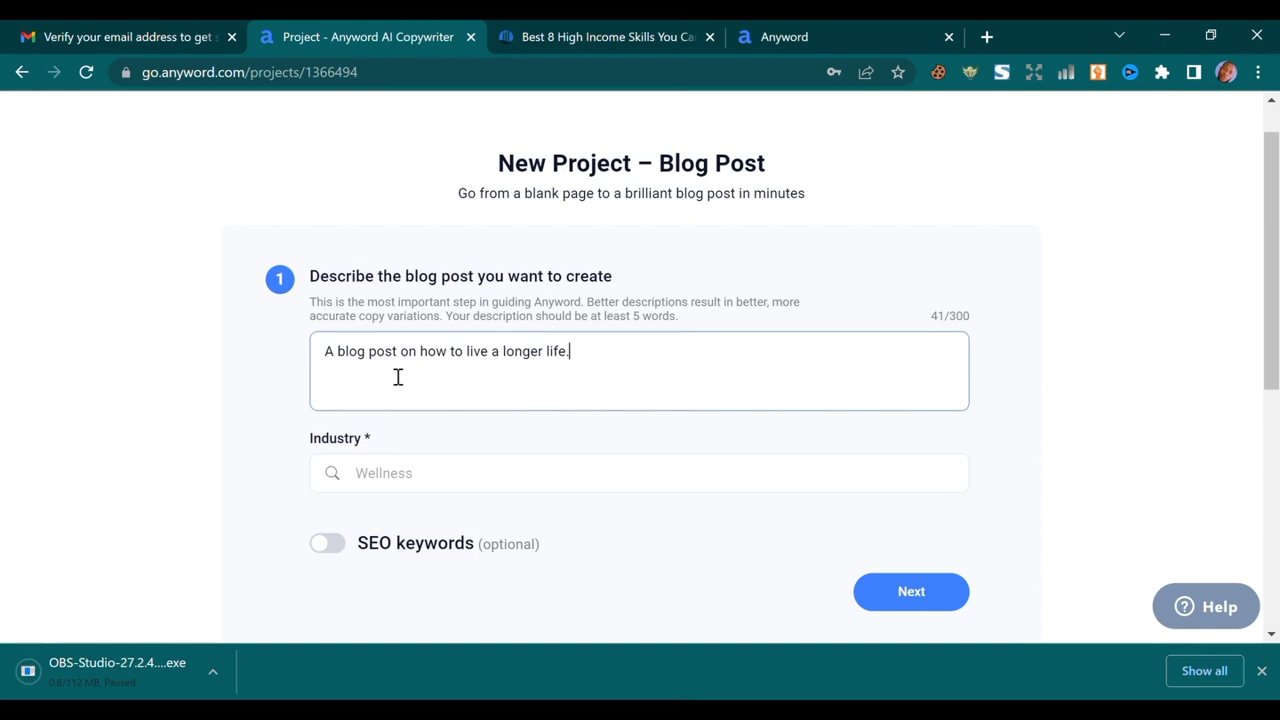 Verify your email address to get s
Project - Anyword AI Copywriter
Best 8 High Income Skills You Ca
Anyword
go.anyword.com/projects/1366494
New Project – Blog Post
Go from a blank page to a brilliant blog post in minutes
1
Describe the blog post you want to create
This is the most important step in guiding Anyword. Better descriptions result in better, more
accurate copy variations. Your description should be at least 5 words.
41/300
A blog post on how to live a longer life.
Industry *
Wellness
SEO keywords (optional)
Next
Help
OBS-Studio-27.2.4....exe
0.8/112 MB, Paused
Show all